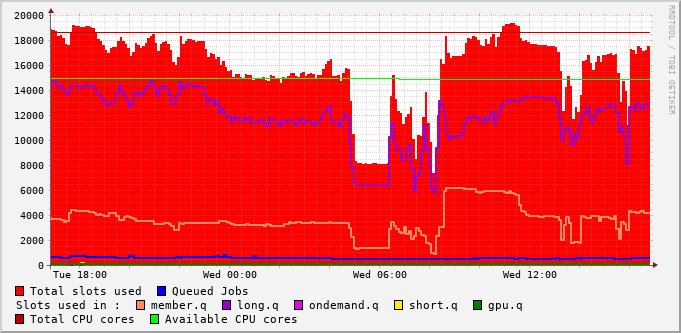 20000
18000
16000
14000
12000
10000
8000
6000
4000
2000
0
Tue 18:00 Wed 00:00 Wed 06:00 Wed 12:00
Total slots used Queued Jobs
Slots used in : member.q long.q ondemand.q short.q gpu.q
Total CPU cores Available CPU cores
RRDTOOL / TOBI OETIKER